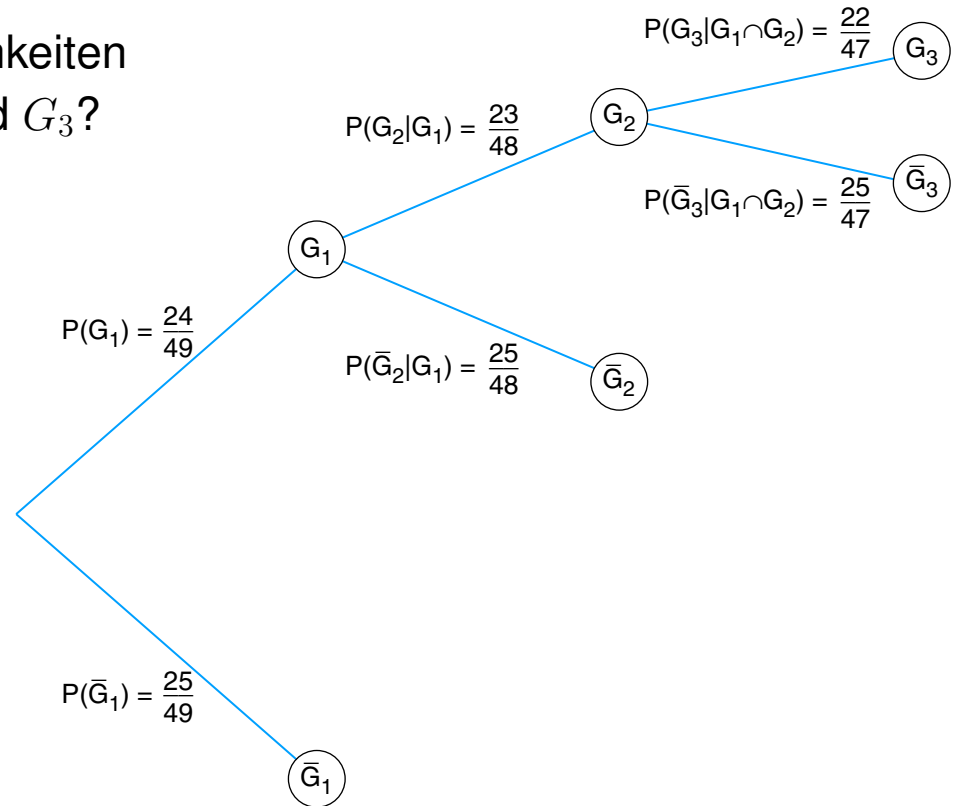 keiten
G₃?
P(G₃|G₁∩G₂) = 22/47
G₃
P(G₂|G₁) = 23/48
G₂
Ḡ₃
P(Ḡ₃|G₁∩G₂) = 25/47
G₁
P(G₁) = 24/49
P(Ḡ₂|G₁) = 25/48
Ḡ₂
P(Ḡ₁) = 25/49
Ḡ₁